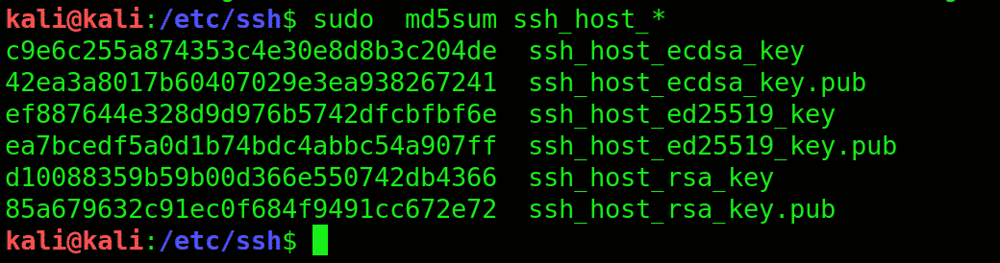 kali@kali:/etc/ssh$ sudo  md5sum ssh_host_*
c9e6c255a874353c4e30e8d8b3c204de  ssh_host_ecdsa_key
42ea3a8017b60407029e3ea938267241  ssh_host_ecdsa_key.pub
ef887644e328d9d976b5742dfcbfbf6e  ssh_host_ed25519_key
ea7bcedf5a0d1b74bdc4abbc54a907ff  ssh_host_ed25519_key.pub
d10088359b59b00d366e550742db4366  ssh_host_rsa_key
85a679632c91ec0f684f9491cc672e72  ssh_host_rsa_key.pub
kali@kali:/etc/ssh$